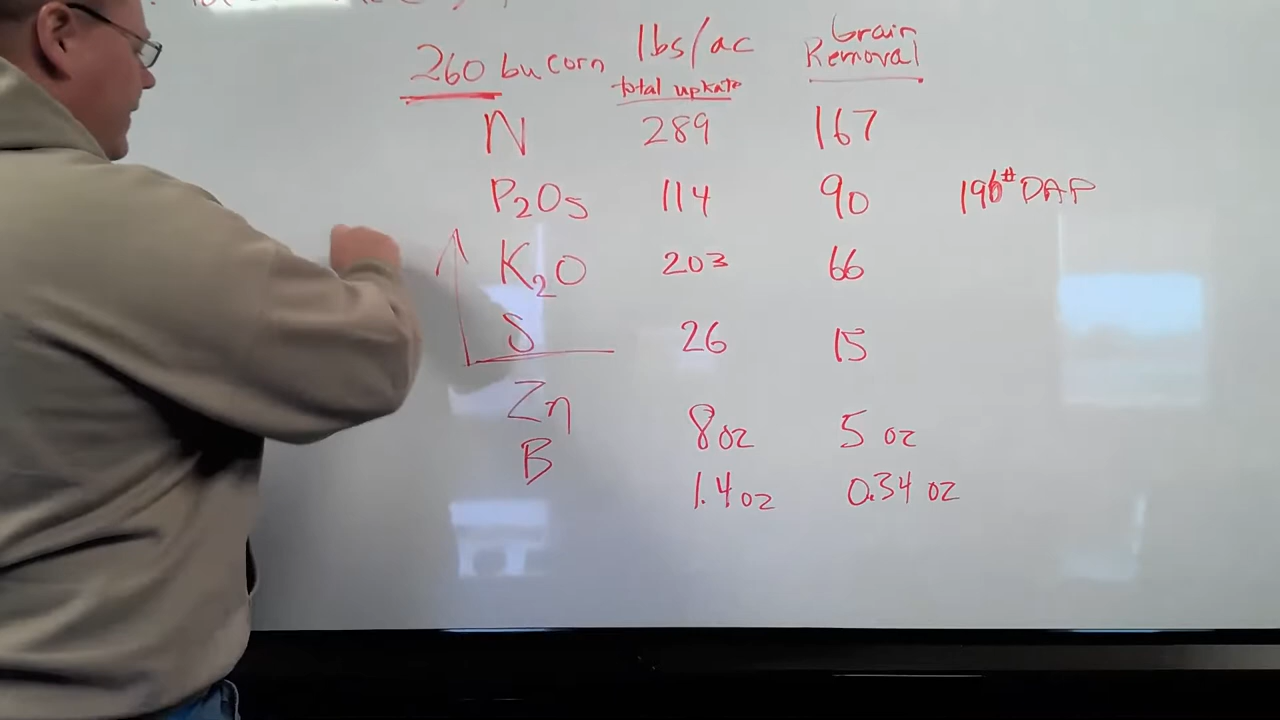 260 bu corn lbs/ac Grain
total upkate Removal
N 289 167
P2O5 114 90 196# DAP
K2O 203 66
S 26 15
Zn 8 oz 5 oz
B 1.4 oz 0.34 oz